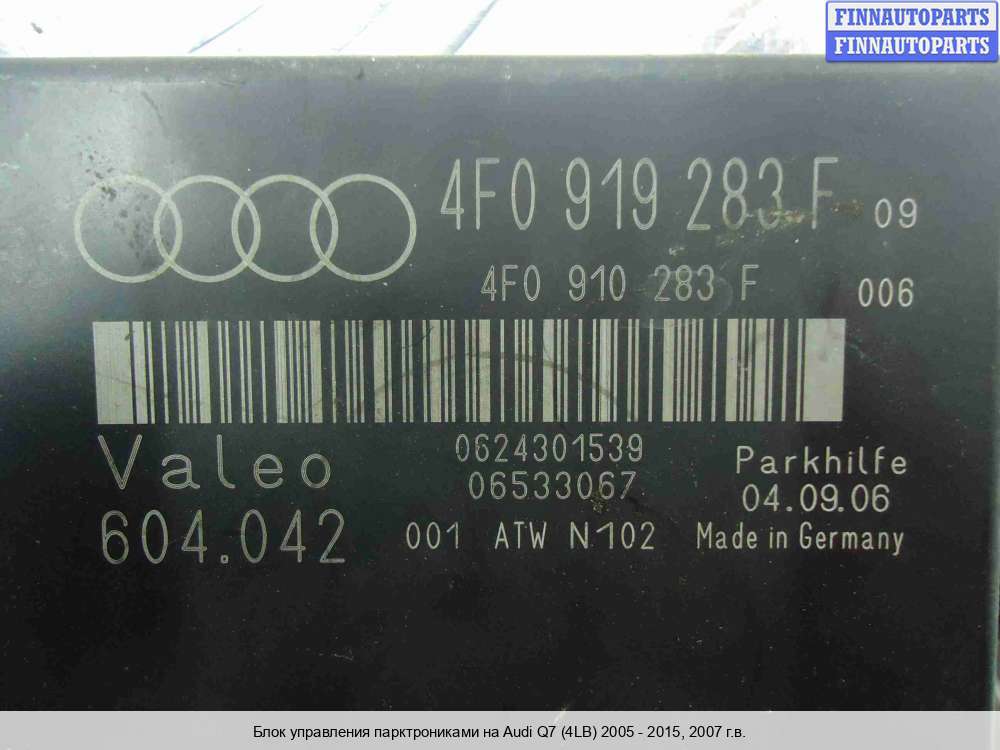 FINNAUTOPARTS
FINNAUTOPARTS
4F0 919 283 F 09
4F0 910 283 F 006
Valeo
0624301539
06533067
Parkhilfe
04.09.06
604.042
001 ATW N102
Made in Germany
Блок управления парктрониками на Audi Q7 (4LB) 2005 - 2015, 2007 г.в.